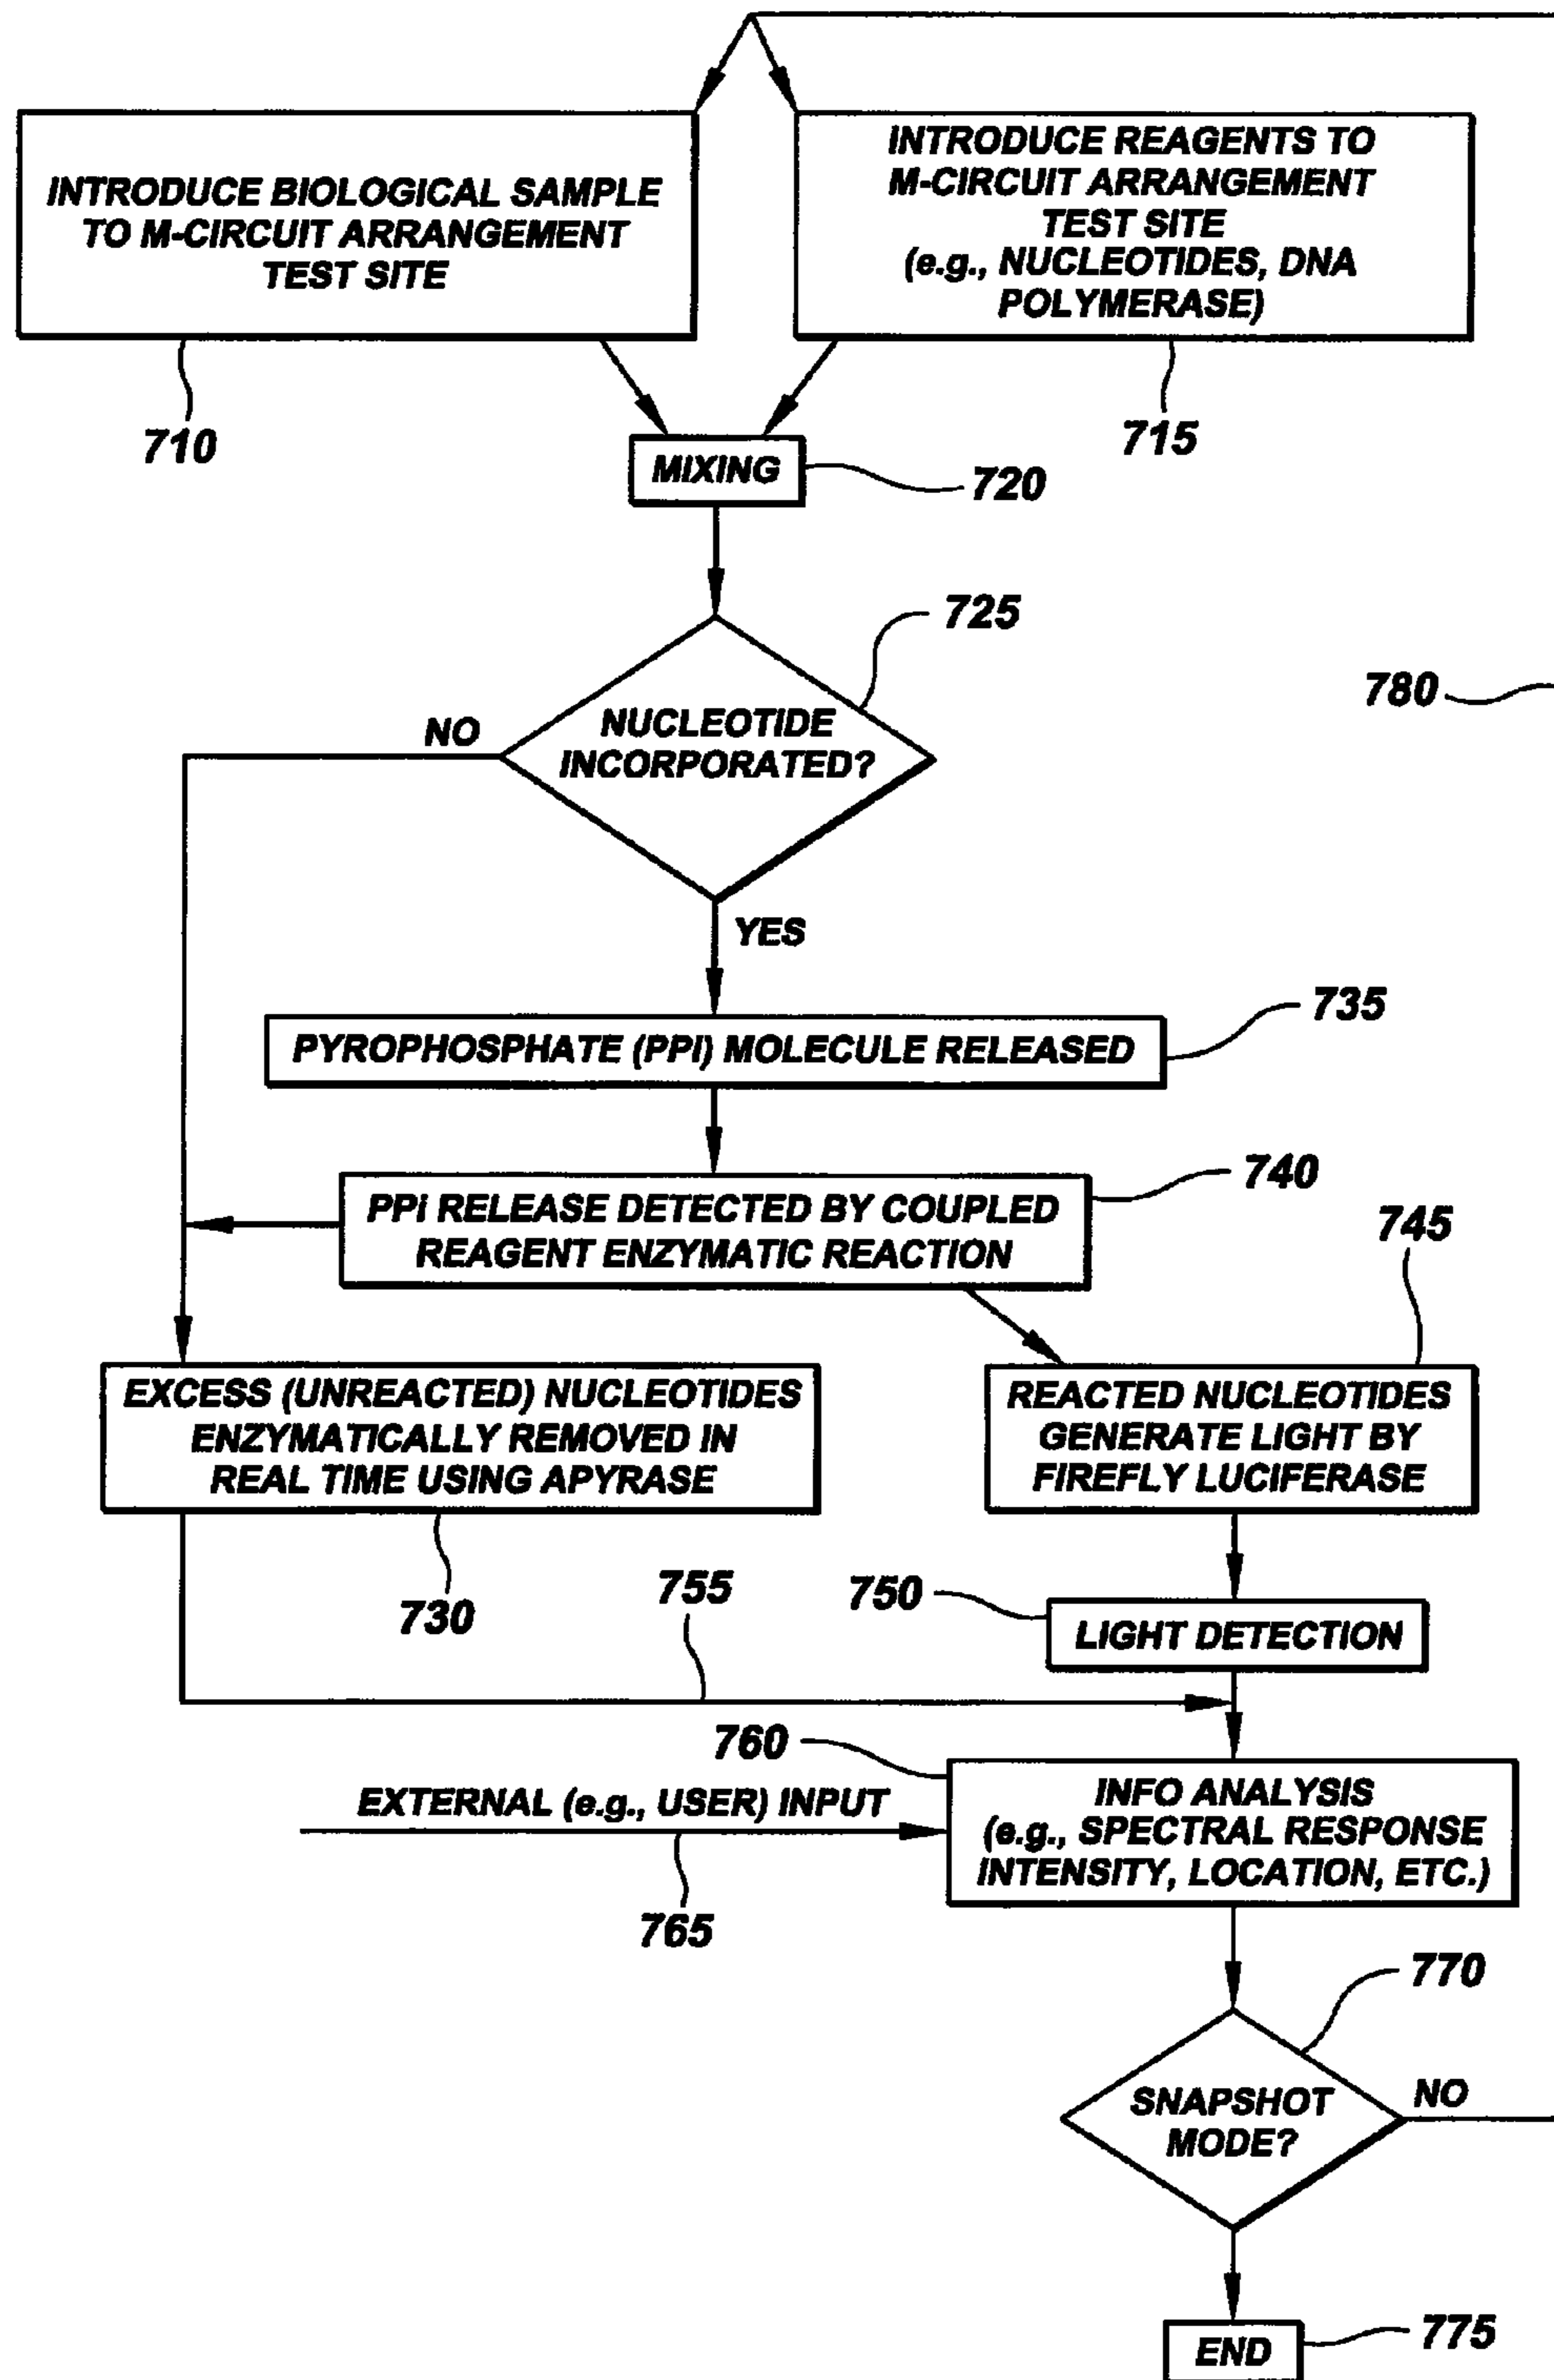 INTRODUCE BIOLOGICAL SAMPLE
TO M-CIRCUIT ARRANGEMENT
TEST SITE
710
INTRODUCE REAGENTS TO
M-CIRCUIT ARRANGEMENT
TEST SITE
(e.g., NUCLEOTIDES, DNA
POLYMERASE)
715
MIXING
720
725
780
NO
NUCLEOTIDE
INCORPORATED?
YES
735
PYROPHOSPHATE (PPI) MOLECULE RELEASED
740
PPi RELEASE DETECTED BY COUPLED
REAGENT ENZYMATIC REACTION
745
EXCESS (UNREACTED) NUCLEOTIDES
ENZYMATICALLY REMOVED IN
REAL TIME USING APYRASE
730
REACTED NUCLEOTIDES
GENERATE LIGHT BY
FIREFLY LUCIFERASE
755
750
LIGHT DETECTION
760
EXTERNAL (e.g., USER) INPUT
765
INFO ANALYSIS
(e.g., SPECTRAL RESPONSE
INTENSITY, LOCATION, ETC.)
770
SNAPSHOT
MODE?
NO
END
775